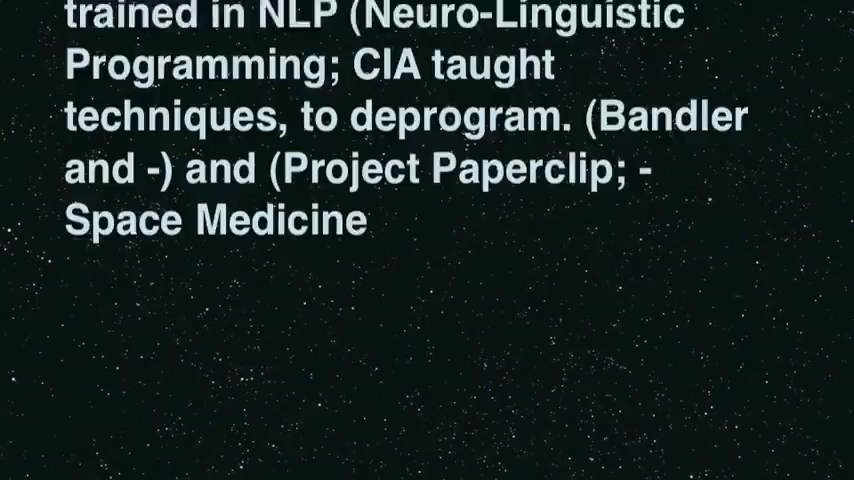 trained in NLP (Neuro-Linguistic
Programming; CIA taught
techniques, to deprogram. (Bandler
and -) and (Project Paperclip; -
Space Medicine